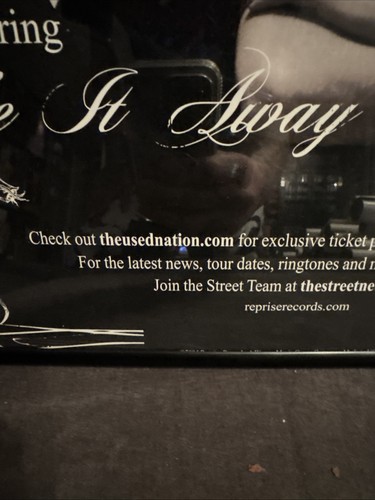 ring
e It Away
Check out theusednation.com for exclusive ticket p
For the latest news, tour dates, ringtones and m
Join the Street Team at thestreetne
repriserecords.com